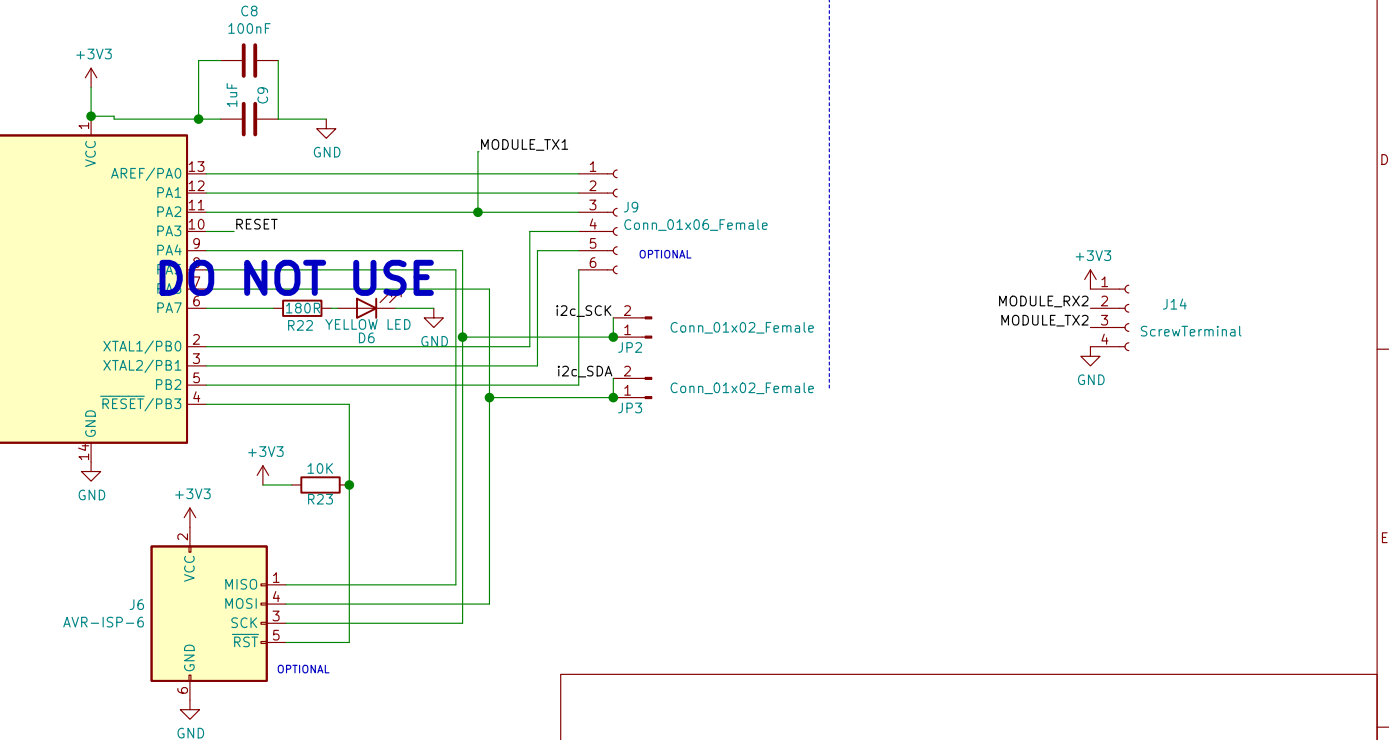 C8
100nF
+3V3
1uF
C9
GND
1
VCC
MODULE_TX1
AREF/PA0 13
PA1 12
PA2 11
PA3 10
RESET
PA4 9
8
7
PA7 6
DO NOT USE
180R
R22
YELLOW LED
D6
GND
XTAL1/PB0 2
XTAL2/PB1 3
PB2 5
RESET/PB3 4
GND
14
GND
1
2
3
4
5
6
J9
Conn_01x06_Female
OPTIONAL
i2c_SCK
2
1
JP2
Conn_01x02_Female
i2c_SDA
2
1
JP3
Conn_01x02_Female
+3V3
1
MODULE_RX2 2
MODULE_TX2 3
4
GND
J14
ScrewTerminal
+3V3
10K
R23
+3V3
2
VCC
MISO 1
MOSI 4
SCK 3
RST 5
J6
AVR-ISP-6
GND
6
GND
OPTIONAL
D
E